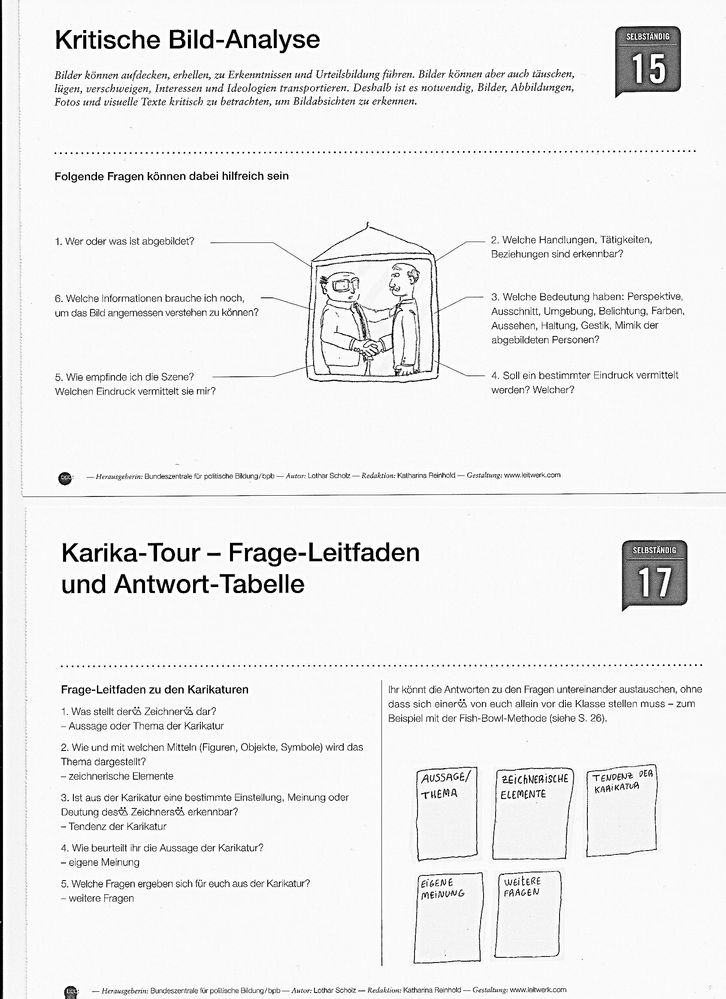 Kritische Bild-Analyse
SELBSTÄNDIG
15
Bilder können aufdecken, erhellen, zu Erkenntnissen und Urteilsbildung führen. Bilder können aber auch täuschen,
lügen, verschweigen, Interessen und Ideologien transportieren. Deshalb ist es notwendig, Bilder, Abbildungen,
Fotos und visuelle Texte kritisch zu betrachten, um Bildabsichten zu erkennen.
Folgende Fragen können dabei hilfreich sein
1. Wer oder was ist abgebildet?
2. Welche Handlungen, Tätigkeiten,
Beziehungen sind erkennbar?
6. Welche Informationen brauche ich noch,
um das Bild angemessen verstehen zu können?
3. Welche Bedeutung haben: Perspektive,
Ausschnitt, Umgebung, Belichtung, Farben,
Aussehen, Haltung, Gestik, Mimik der
abgebildeten Personen?
5. Wie empfinde ich die Szene?
Welchen Eindruck vermittelt sie mir?
4. Soll ein bestimmter Eindruck vermittelt
werden? Welcher?
bpb: — Herausgeberin: Bundeszentrale für politische Bildung/bpb — Autor: Lothar Scholz — Redaktion: Katharina Reinhold — Gestaltung: www.leitwerk.com
Karika-Tour – Frage-Leitfaden
und Antwort-Tabelle
SELBSTÄNDIG
17
Frage-Leitfaden zu den Karikaturen
1. Was stellt der Zeichner dar?
– Aussage oder Thema der Karikatur
2. Wie und mit welchen Mitteln (Figuren, Objekte, Symbole) wird das
Thema dargestellt?
– zeichnerische Elemente
3. Ist aus der Karikatur eine bestimmte Einstellung, Meinung oder
Deutung des Zeichners erkennbar?
– Tendenz der Karikatur
4. Wie beurteilt ihr die Aussage der Karikatur?
– eigene Meinung
5. Welche Fragen ergeben sich für euch aus der Karikatur?
– weitere Fragen
Ihr könnt die Antworten zu den Fragen untereinander austauschen, ohne
dass sich einer von euch allein vor die Klasse stellen muss – zum
Beispiel mit der Fish-Bowl-Methode (siehe S. 26).
AUSSAGE/
THEMA
ZEICHNERISCHE
ELEMENTE
TENDENZ DER
KARIKATUR
EIGENE
MEINUNG
WEITERE
FRAGEN
bpb: — Herausgeberin: Bundeszentrale für politische Bildung/bpb — Autor: Lothar Scholz — Redaktion: Katharina Reinhold — Gestaltung: www.leitwerk.com